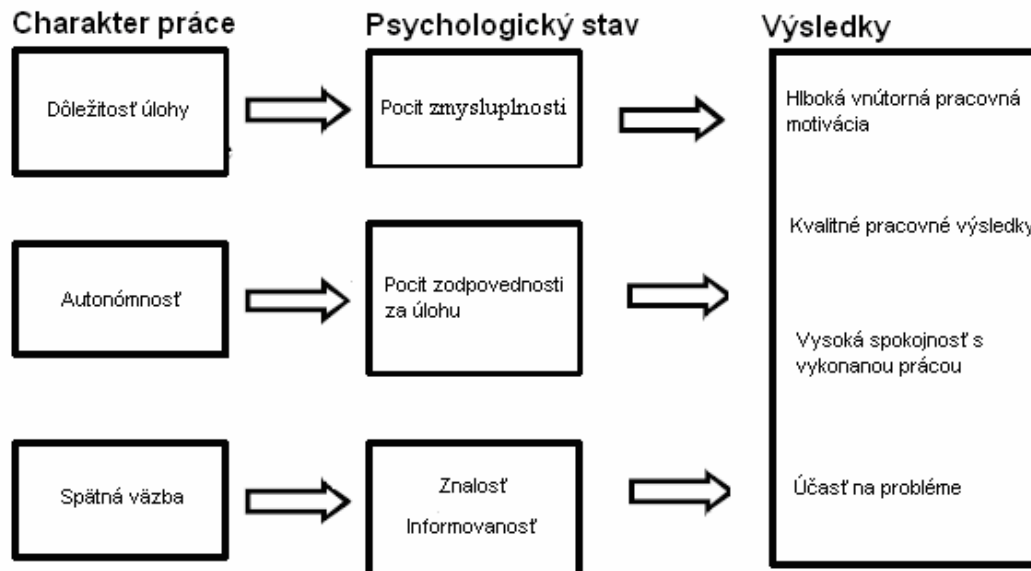 Charakter práce
Psychologický stav
Výsledky
Dôležitosť úlohy
Pocit zmysluplnosti
Hlboká vnútorná pracovná
motivácia
Kvalitné pracovné výsledky
Autonómnosť
Pocit zodpovednosti
za úlohu
Vysoká spokojnosť s
vykonanou prácou
Spätná väzba
Znalosť
Informovanosť
Účasť na probléme